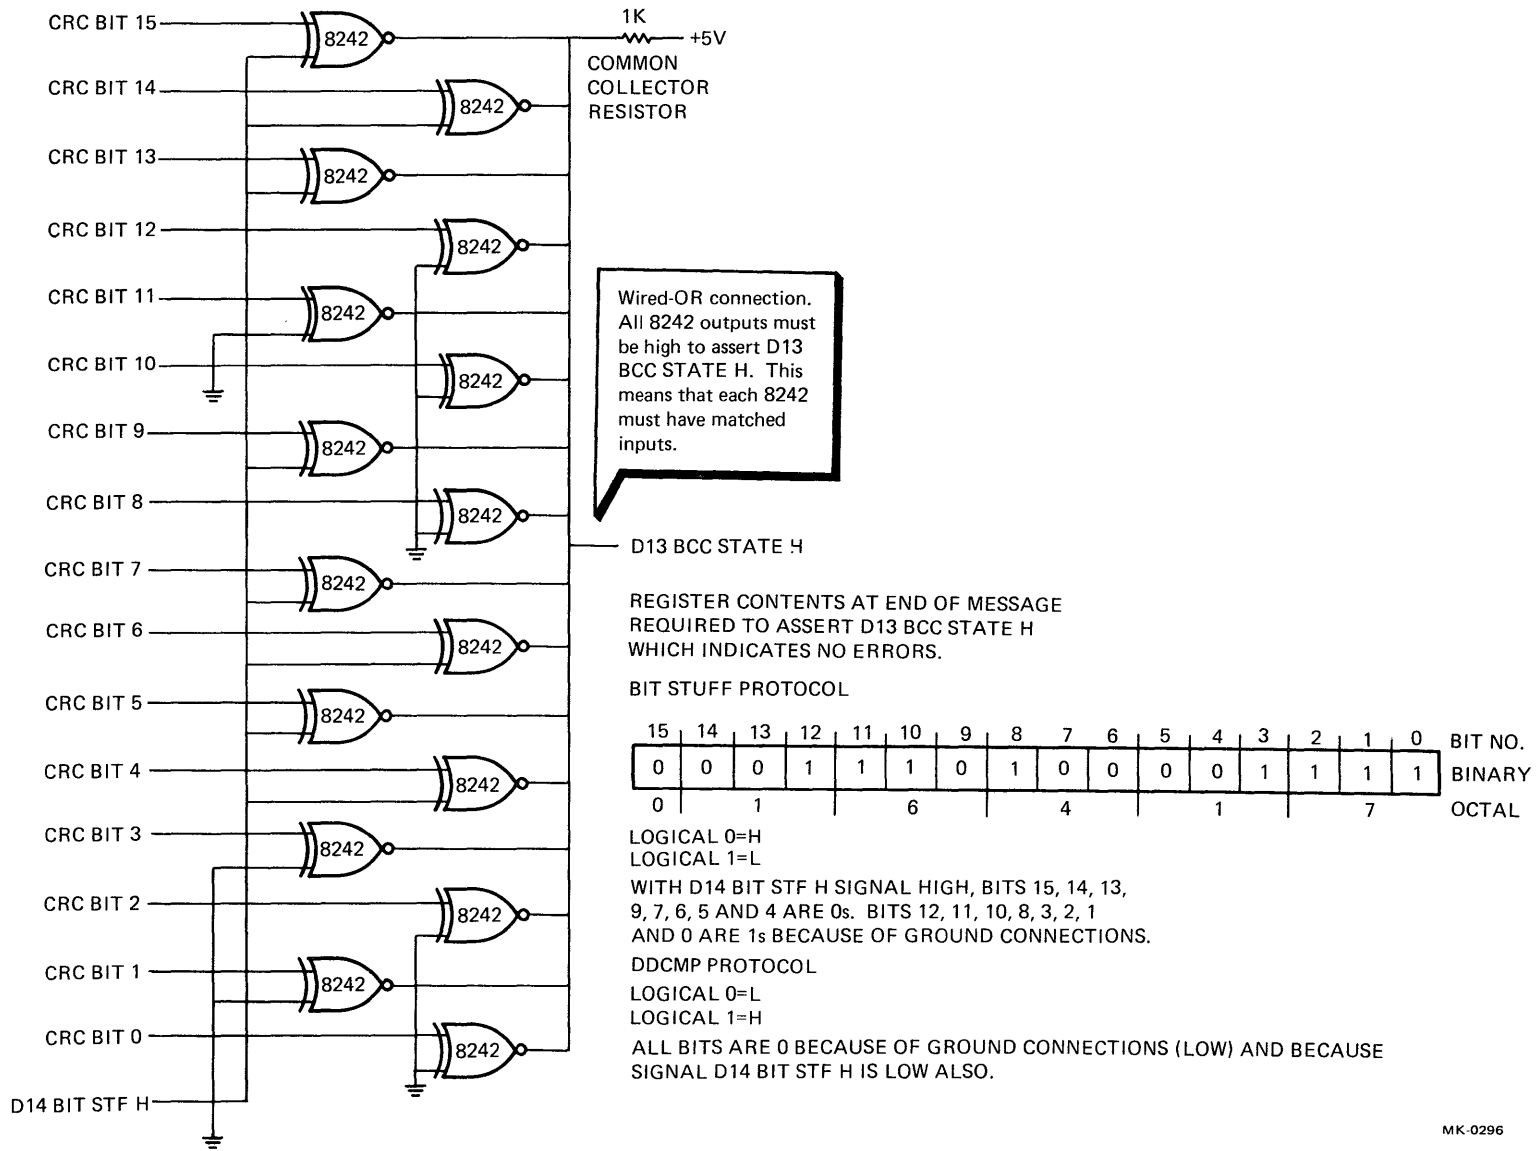 CRC BIT 15
8242
1K
+5V
COMMON
COLLECTOR
RESISTOR
CRC BIT 14
8242
CRC BIT 13
8242
CRC BIT 12
8242
CRC BIT 11
8242
CRC BIT 10
8242
CRC BIT 9
8242
CRC BIT 8
8242
Wired-OR connection.
All 8242 outputs must
be high to assert D13
BCC STATE H. This
means that each 8242
must have matched
inputs.
D13 BCC STATE H
CRC BIT 7
8242
CRC BIT 6
8242
CRC BIT 5
8242
CRC BIT 4
8242
CRC BIT 3
8242
CRC BIT 2
8242
CRC BIT 1
8242
CRC BIT 0
8242
D14 BIT STF H
REGISTER CONTENTS AT END OF MESSAGE
REQUIRED TO ASSERT D13 BCC STATE H
WHICH INDICATES NO ERRORS.
BIT STUFF PROTOCOL
15 14 13 12 11 10 9 8 7 6 5 4 3 2 1 0 BIT NO.
0 0 0 1 1 1 0 1 0 0 0 0 1 1 1 1 BINARY
0 1 6 4 1 7 OCTAL
LOGICAL 0=H
LOGICAL 1=L
WITH D14 BIT STF H SIGNAL HIGH, BITS 15, 14, 13,
9, 7, 6, 5 AND 4 ARE 0s. BITS 12, 11, 10, 8, 3, 2, 1
AND 0 ARE 1s BECAUSE OF GROUND CONNECTIONS.
DDCMP PROTOCOL
LOGICAL 0=L
LOGICAL 1=H
ALL BITS ARE 0 BECAUSE OF GROUND CONNECTIONS (LOW) AND BECAUSE
SIGNAL D14 BIT STF H IS LOW ALSO.
MK-0296